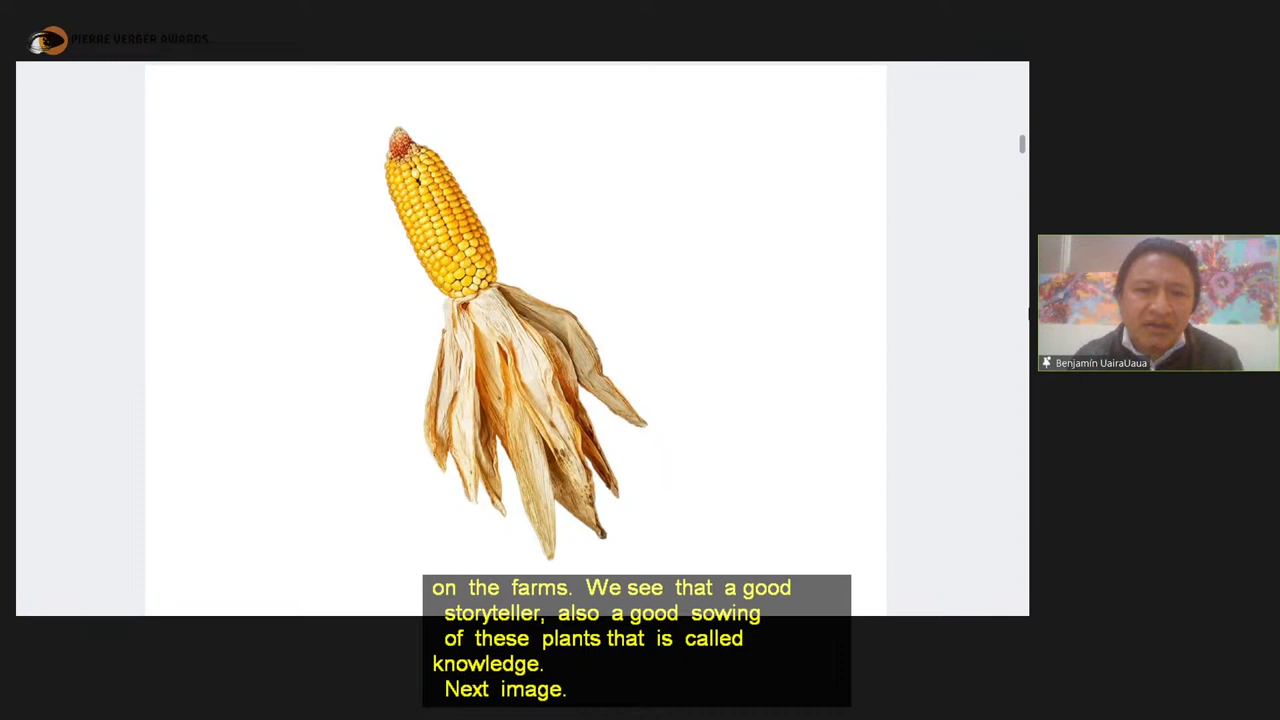 PIERRE VERGER AWARDS
Benjamín UairaUaua
on the farms. We see that a good
storyteller, also a good sowing
of these plants that is called
knowledge.
Next image.